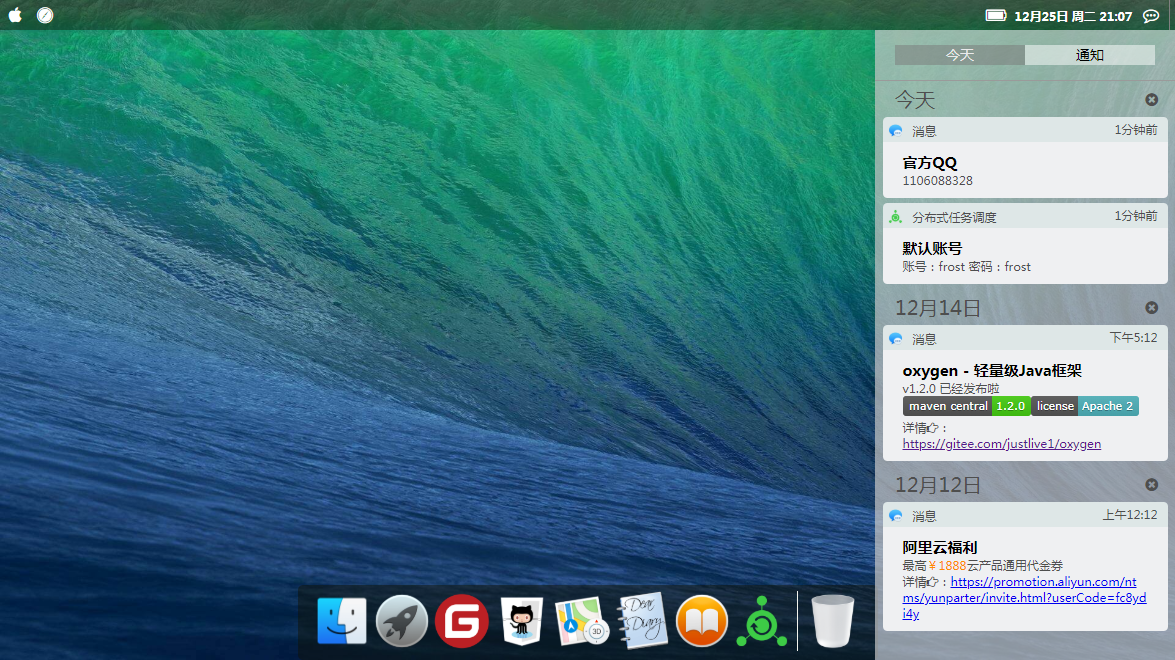 12月25日 周二 21:07
今天
通知
今天
消息
1分钟前
官方QQ
1106088328
分布式任务调度
1分钟前
默认账号
账号：frost 密码：frost
12月14日
消息
下午5:12
oxygen - 轻量级Java框架
v1.2.0 已经发布啦
maven central 1.2.0 license Apache 2
详情：
https://gitee.com/justlive1/oxygen
12月12日
消息
上午12:12
阿里云福利
最高￥1888云产品通用代金券
详情：https://promotion.aliyun.com/nt
ms/yunparter/invite.html?userCode=fc8yd
i4y
Dear
Diary
3D